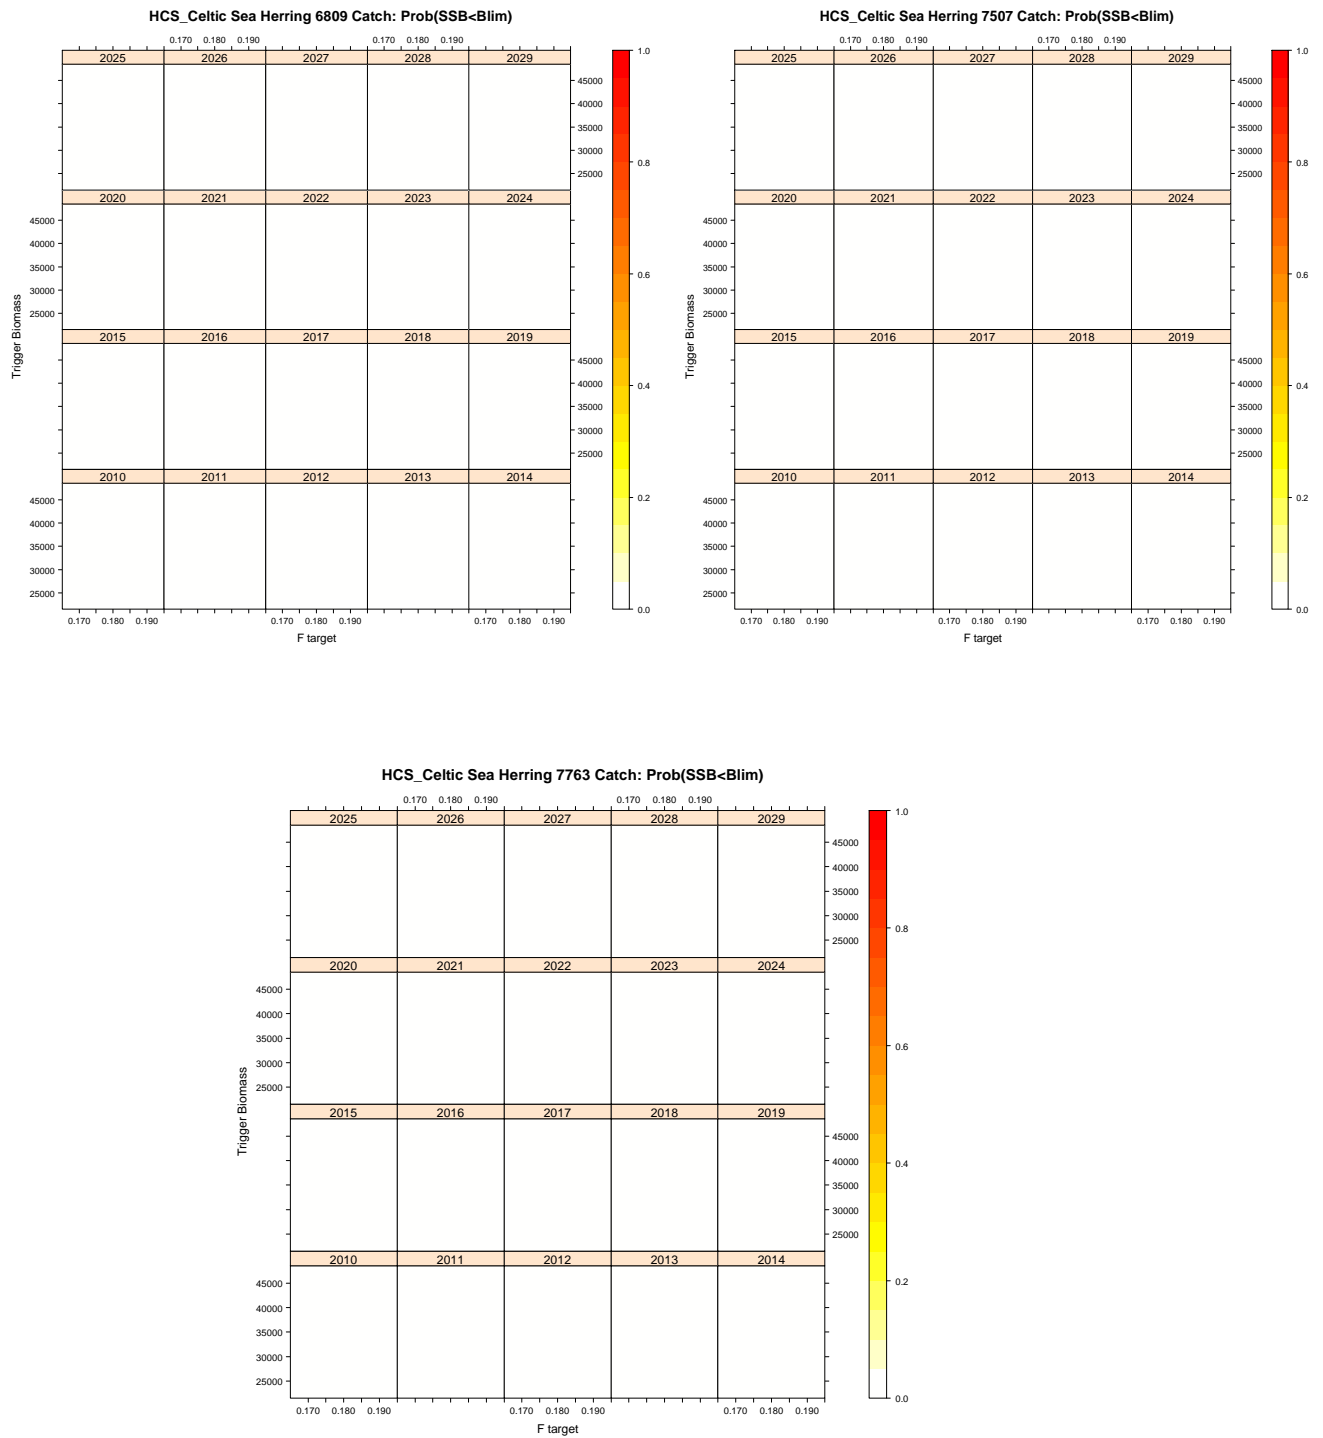 HCS_Celtic Sea Herring 6809 Catch: Prob(SSB<Blim)
0.170 0.180 0.190 0.170 0.180 0.190
2025 2026 2027 2028 2029
45000
40000
35000
30000
25000
2020 2021 2022 2023 2024
45000
40000
35000
30000
25000
2015 2016 2017 2018 2019
45000
40000
35000
30000
25000
2010 2011 2012 2013 2014
45000
40000
35000
30000
25000
0.170 0.180 0.190 0.170 0.180 0.190 0.170 0.180 0.190
F target
Trigger Biomass
1.0
0.8
0.6
0.4
0.2
0.0
HCS_Celtic Sea Herring 7507 Catch: Prob(SSB<Blim)
0.170 0.180 0.190 0.170 0.180 0.190
2025 2026 2027 2028 2029
45000
40000
35000
30000
25000
2020 2021 2022 2023 2024
45000
40000
35000
30000
25000
2015 2016 2017 2018 2019
45000
40000
35000
30000
25000
2010 2011 2012 2013 2014
45000
40000
35000
30000
25000
0.170 0.180 0.190 0.170 0.180 0.190 0.170 0.180 0.190
F target
Trigger Biomass
1.0
0.8
0.6
0.4
0.2
0.0
HCS_Celtic Sea Herring 7763 Catch: Prob(SSB<Blim)
0.170 0.180 0.190 0.170 0.180 0.190
2025 2026 2027 2028 2029
45000
40000
35000
30000
25000
2020 2021 2022 2023 2024
45000
40000
35000
30000
25000
2015 2016 2017 2018 2019
45000
40000
35000
30000
25000
2010 2011 2012 2013 2014
45000
40000
35000
30000
25000
0.170 0.180 0.190 0.170 0.180 0.190 0.170 0.180 0.190
F target
Trigger Biomass
1.0
0.8
0.6
0.4
0.2
0.0